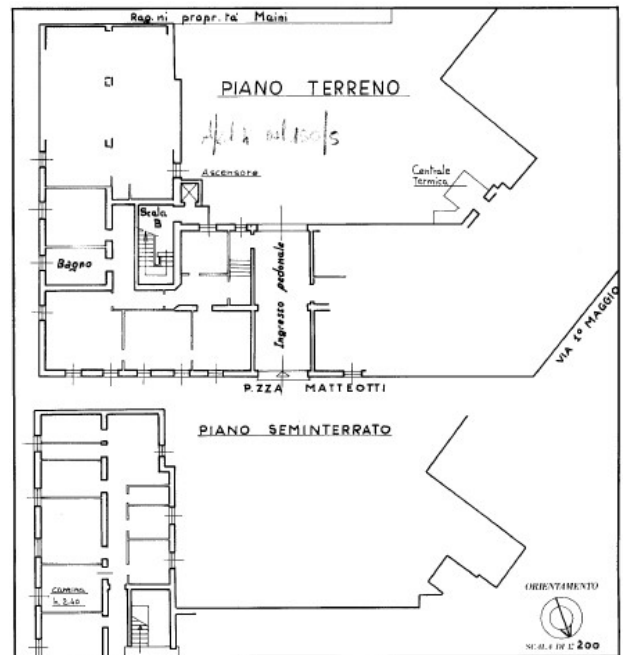 Rag.ni propr.tà Maini
PIANO TERRENO
Ascensore
Centrale
Termica
Scala
B
Bagno
Ingresso pedonale
VIA 1° MAGGIO
P.ZZA MATTEOTTI
PIANO SEMINTERRATO
cantina
h. 2.40
ORIENTAMENTO
SCALA DI 1: 200